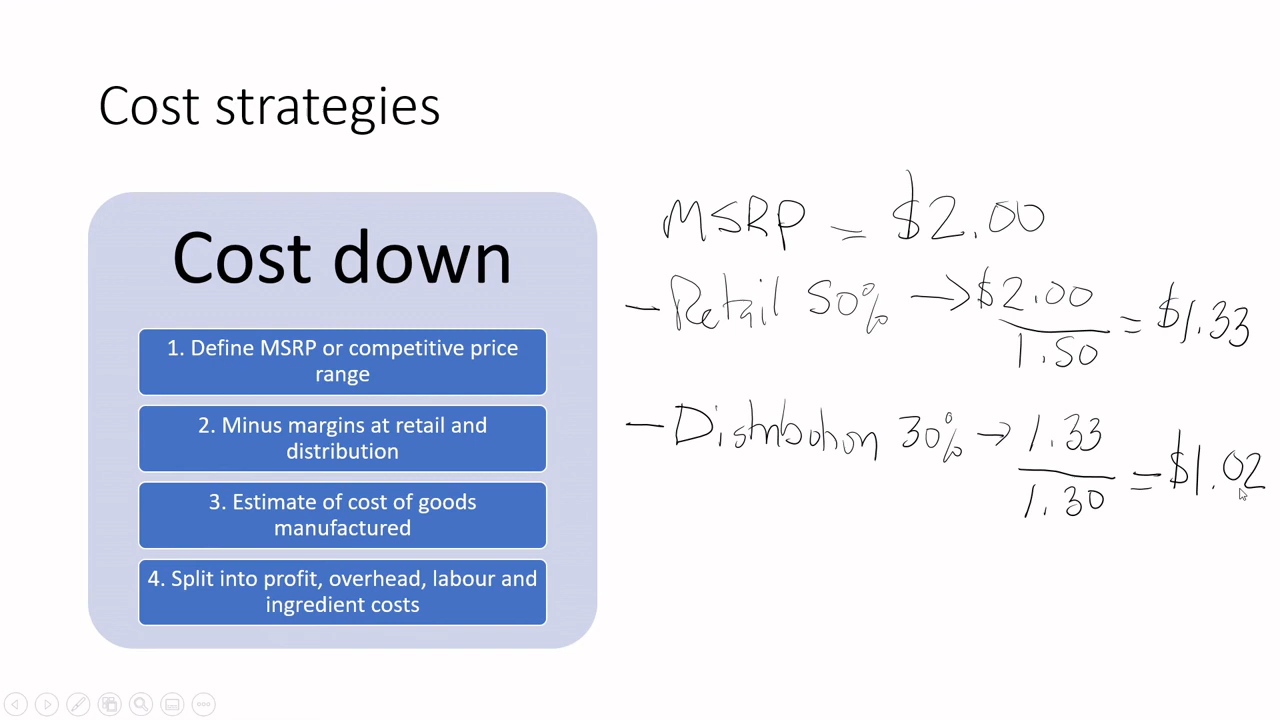 Cost strategies
Cost down
1. Define MSRP or competitive price
range
2. Minus margins at retail and
distribution
3. Estimate of cost of goods
manufactured
4. Split into profit, overhead, labour and
ingredient costs
MSRP = $2.00
- Retail 50% → $2.00
1.50
= $1.33
- Distribution 30% → 1.33
1.30
= $1.02